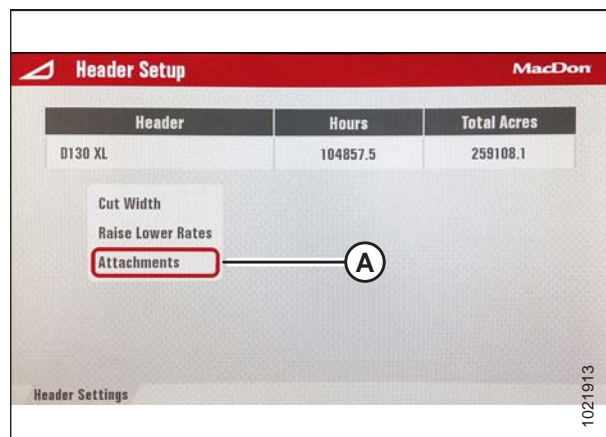 Header Setup MacDon
Header Hours Total Acres
D130 XL 104857.5 259108.1
Cut Width
Raise Lower Rates
Attachments
A
Header Settings
1021913